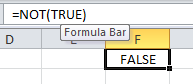 =NOT(TRUE)
Formula Bar
D E F
FALSE